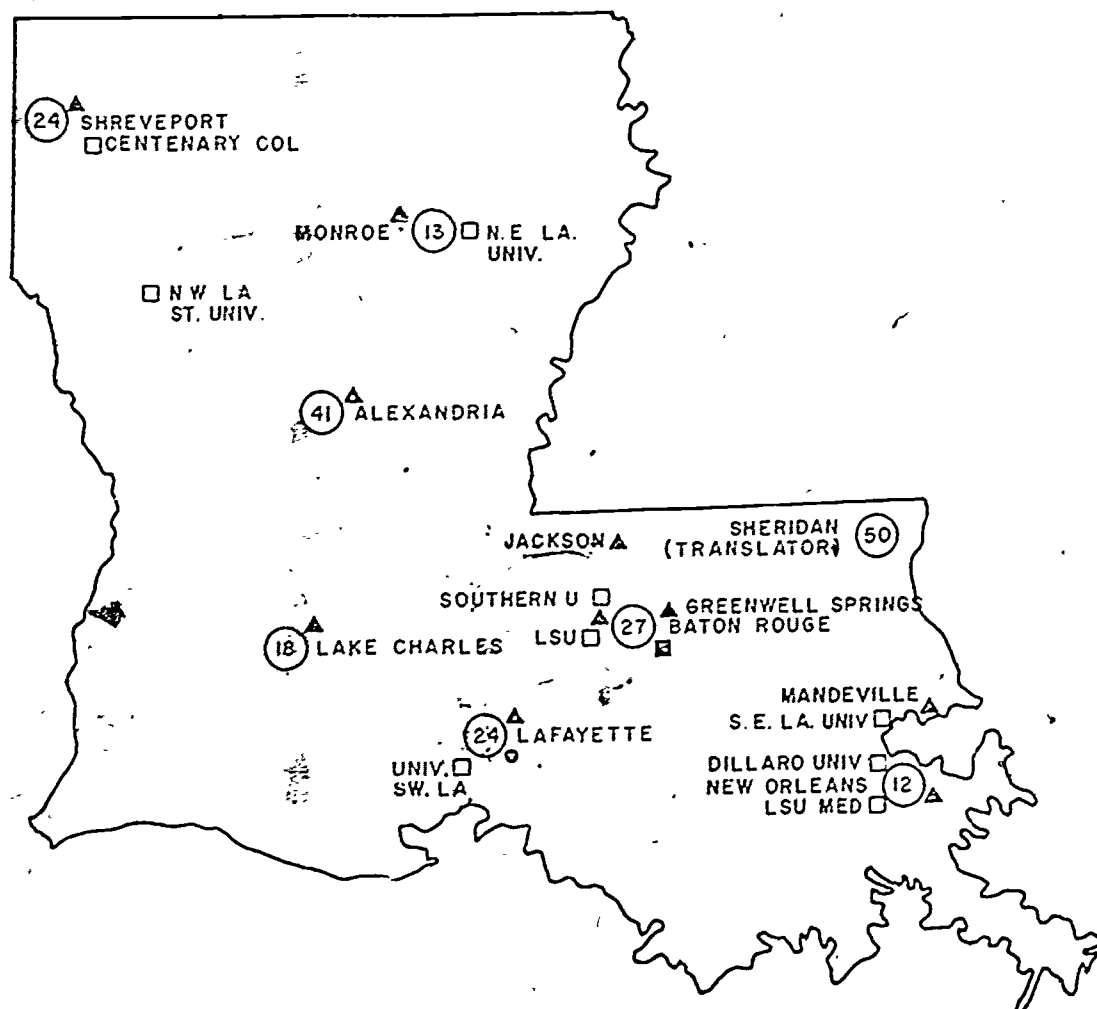 24
SHREVEPORT
CENTENARY COL
MONROE
13
N.E LA.
UNIV.
N W LA
ST. UNIV.
41
ALEXANDRIA
JACKSON
SHERIDAN
(TRANSLATOR)
50
SOUTHERN U
LSU
27
GREENWELL SPRINGS
BATON ROUGE
18
LAKE CHARLES
24
LAFAYETTE
UNIV.
SW. LA
MANDEVILLE
S.E. LA. UNIV
DILLARO UNIV
NEW ORLEANS
12
LSU MED